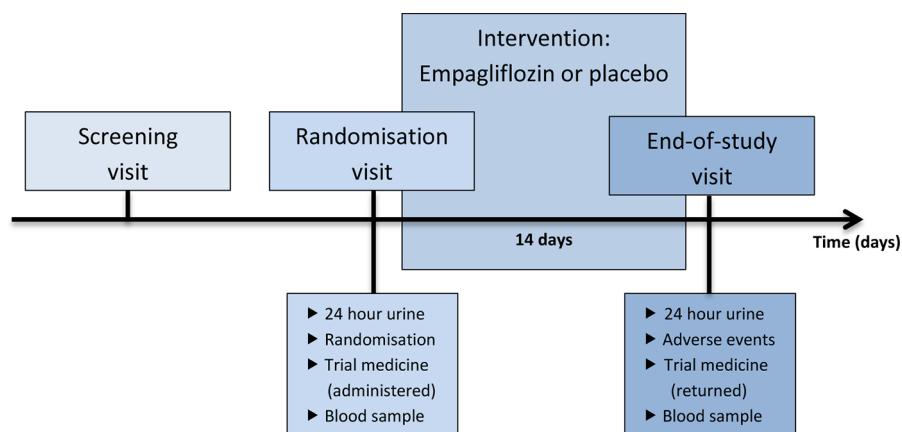 Intervention:
Empagliflozin or placebo
Screening
visit
Randomisation
visit
End-of-study
visit
14 days
Time (days)
▶ 24 hour urine
▶ Randomisation
▶ Trial medicine
(administered)
▶ Blood sample
▶ 24 hour urine
▶ Adverse events
▶ Trial medicine
(returned)
▶ Blood sample